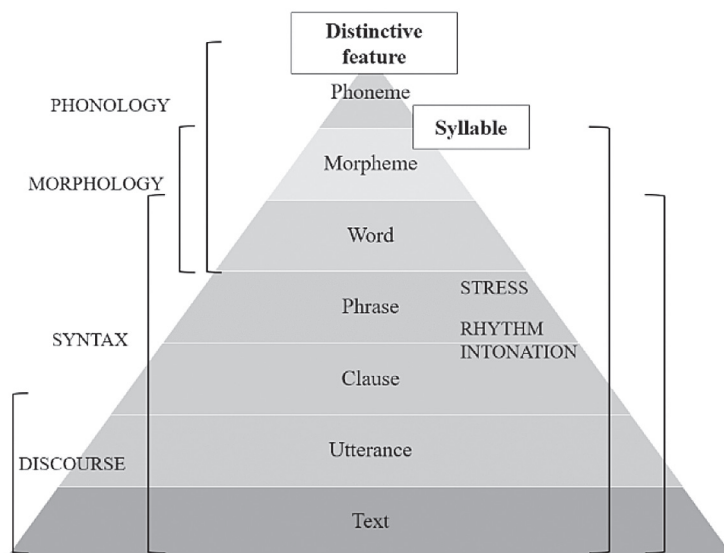 Distinctive
feature
PHONOLOGY
Phoneme
Syllable
MORPHOLOGY
Morpheme
Word
Phrase
STRESS
SYNTAX
RHYTHM
INTONATION
Clause
Utterance
DISCOURSE
Text